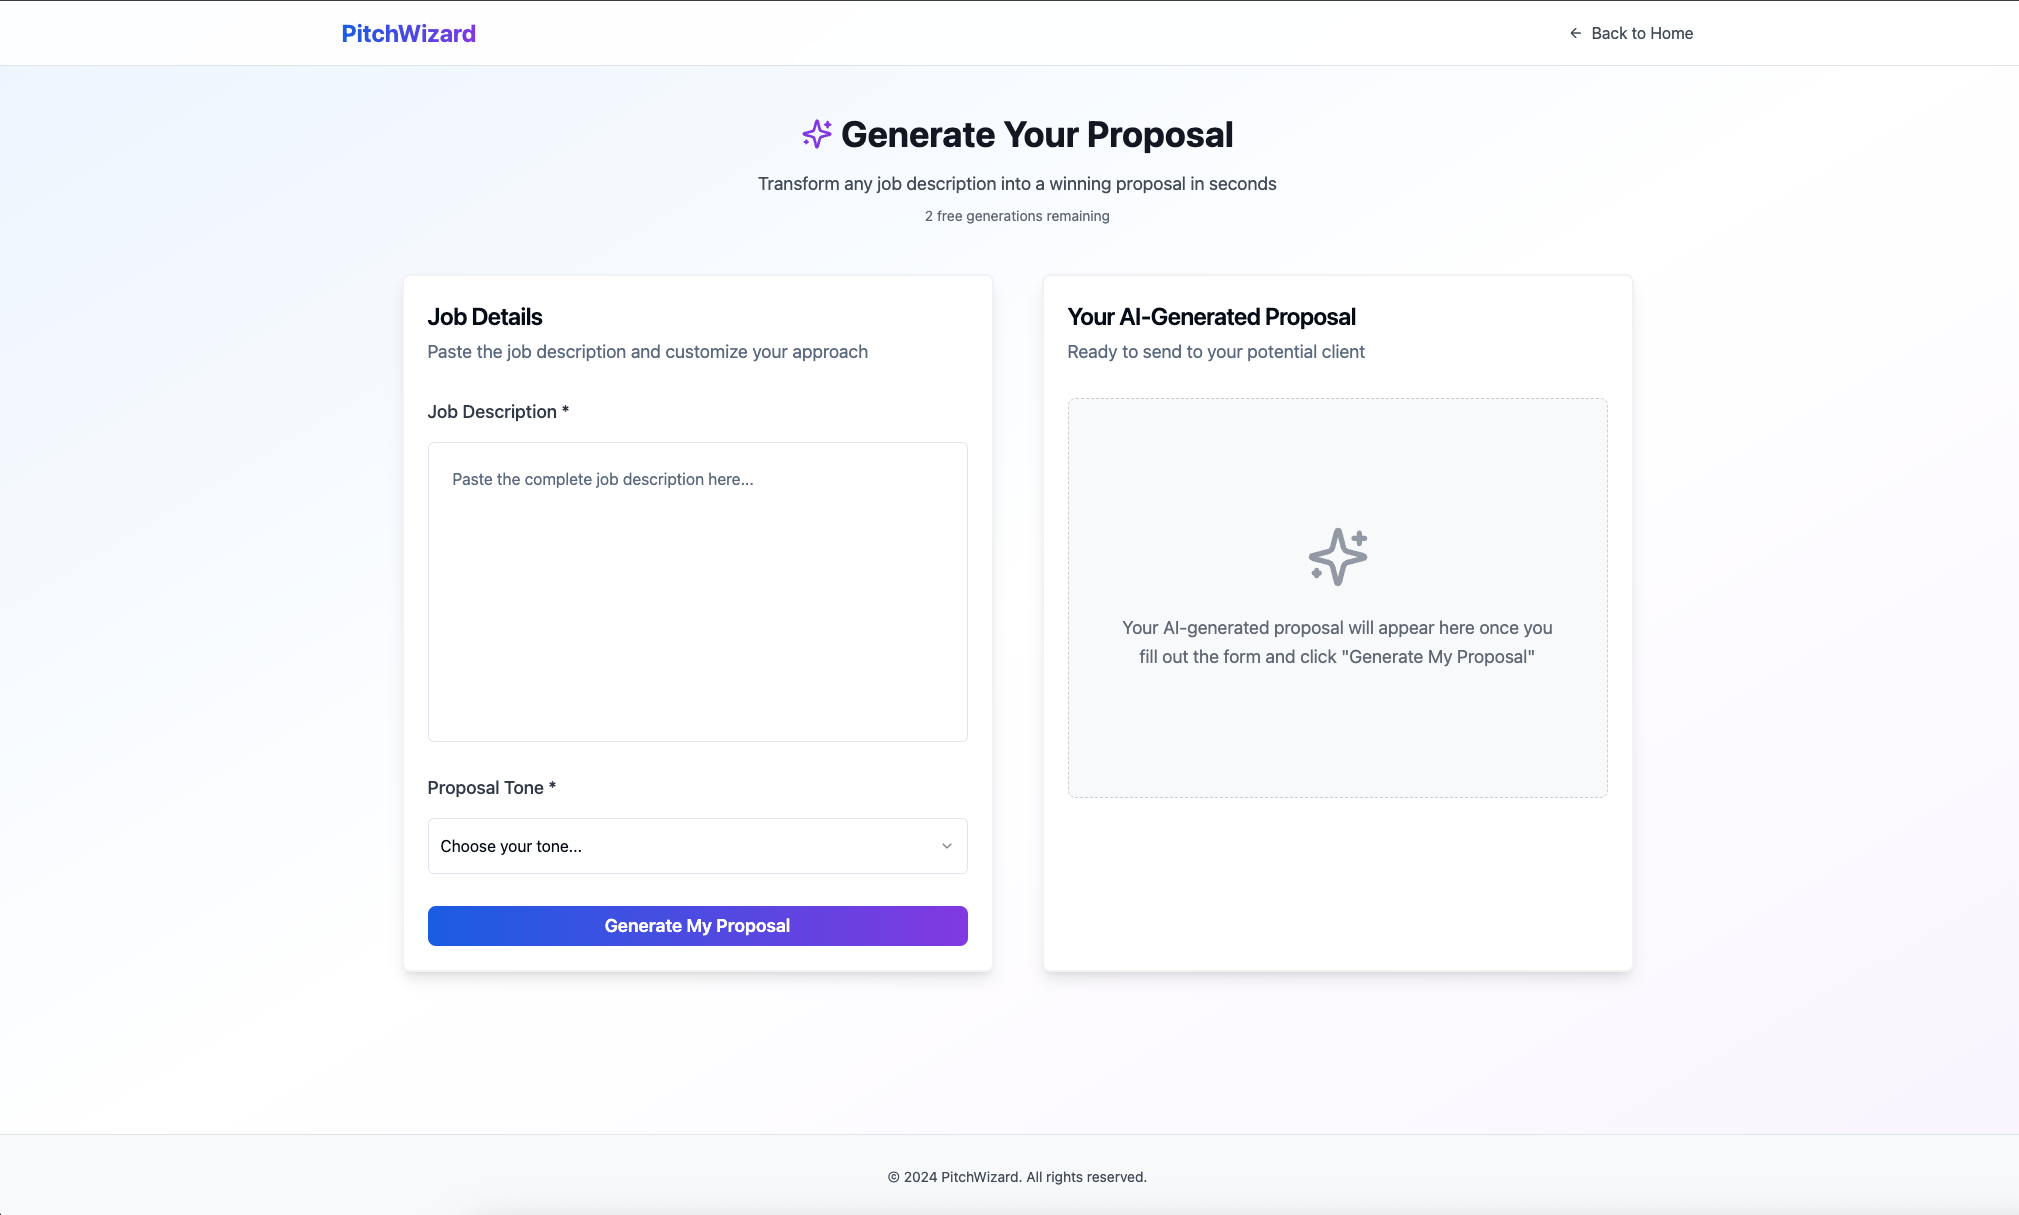 PitchWizard
Back to Home
Generate Your Proposal
Transform any job description into a winning proposal in seconds
2 free generations remaining
Job Details
Paste the job description and customize your approach
Job Description *
Paste the complete job description here...
Proposal Tone *
Choose your tone...
Generate My Proposal
Your AI-Generated Proposal
Ready to send to your potential client
Your AI-generated proposal will appear here once you
fill out the form and click "Generate My Proposal"
© 2024 PitchWizard. All rights reserved.